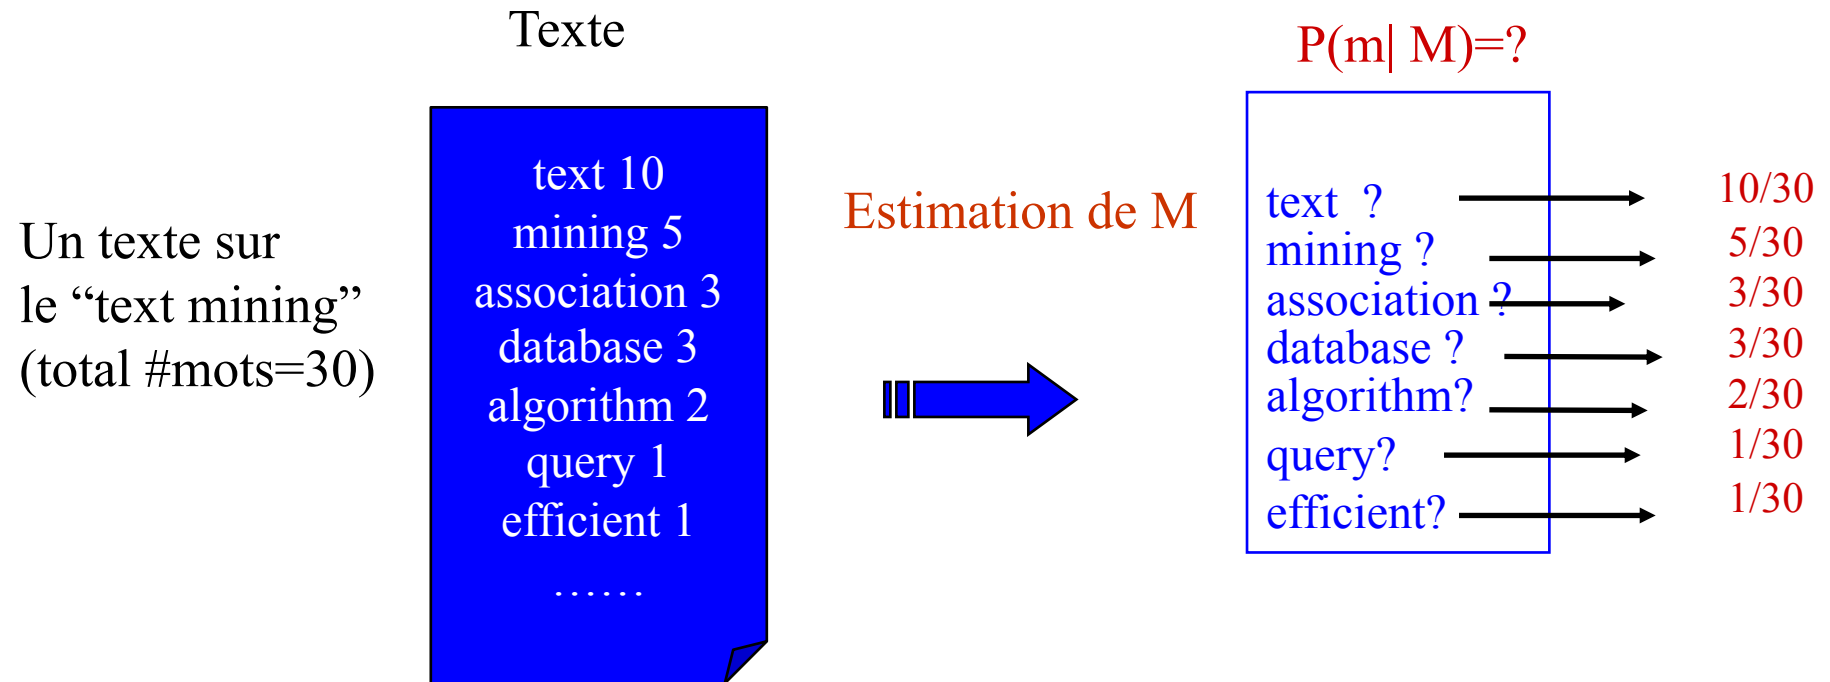 Texte
P(m| M)=?
Un texte sur
le “text mining”
(total #mots=30)
text 10
mining 5
association 3
database 3
algorithm 2
query 1
efficient 1
……
Estimation de M
text ?
mining ?
association ?
database ?
algorithm?
query?
efficient?
10/30
5/30
3/30
3/30
2/30
1/30
1/30